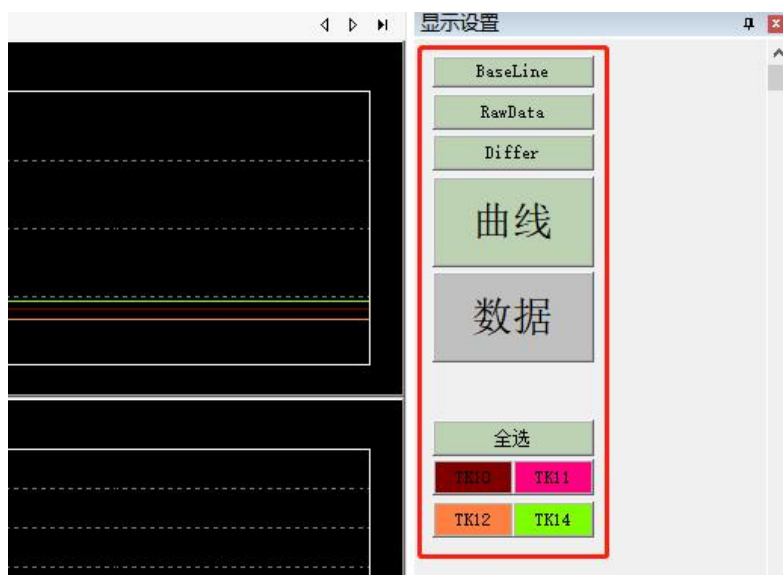 显示设置
BaseLine
RawData
Differ
曲线
数据
全选
TK10 TK11
TK12 TK14